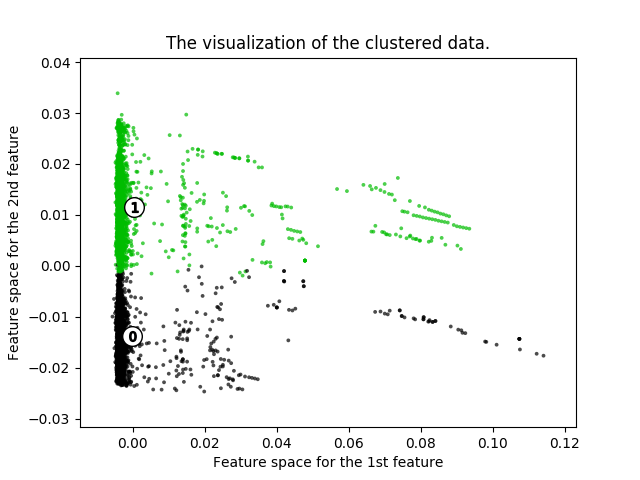 The visualization of the clustered data.
0.04
0.03
0.02
0.01
0.00
−0.01
−0.02
−0.03
Feature space for the 2nd feature
1
0
0.00 0.02 0.04 0.06 0.08 0.10 0.12
Feature space for the 1st feature